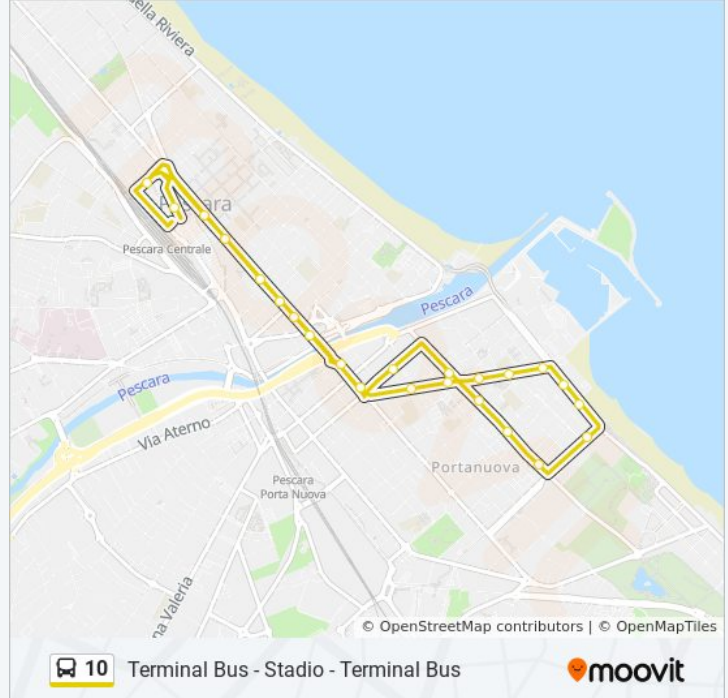 della Riviera
Pescara
Pescara Centrale
Pescara
Pescara
Via Aterno
Portanuova
Pescara
Porta Nuova
na Valeria
© OpenStreetMap contributors | © OpenMapTiles
10 Terminal Bus - Stadio - Terminal Bus
moovit